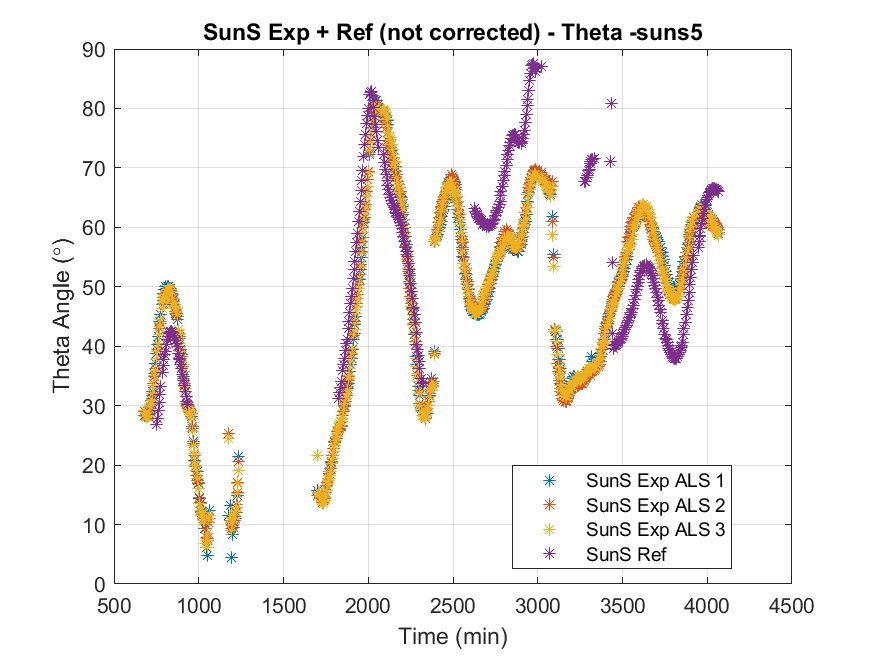 SunS Exp + Ref (not corrected) - Theta -suns5
90
80
70
60
50
40
30
20
10
0
Theta Angle (°)
500 1000 1500 2000 2500 3000 3500 4000 4500
Time (min)
SunS Exp ALS 1
SunS Exp ALS 2
SunS Exp ALS 3
SunS Ref